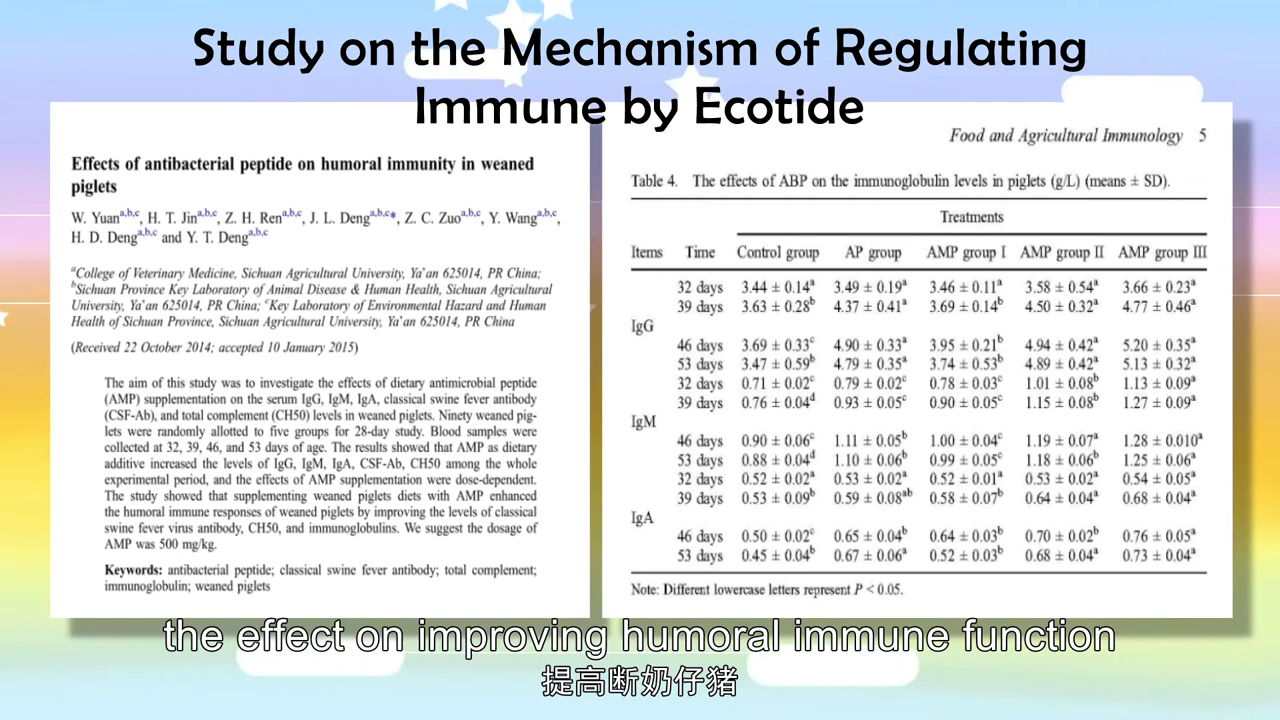 Study on the Mechanism of Regulating
Immune by Ecotide
Effects of antibacterial peptide on humoral immunity in weaned
piglets
W. Yuana,b,c, H. T. Jina,b,c, Z. H. Rena,b,c, J. L. Denga,b,c*, Z. C. Zuoa,b,c, Y. Wanga,b,c,
H. D. Denga,b,c and Y. T. Denga,b,c
aCollege of Veterinary Medicine, Sichuan Agricultural University, Ya'an 625014, PR China;
bSichuan Province Key Laboratory of Animal Disease & Human Health, Sichuan Agricultural
University, Ya'an 625014, PR China; cKey Laboratory of Environmental Hazard and Human
Health of Sichuan Province, Sichuan Agricultural University, Ya'an 625014, PR China
(Received 22 October 2014; accepted 10 January 2015)
The aim of this study was to investigate the effects of dietary antimicrobial peptide
(AMP) supplementation on the serum IgG, IgM, IgA, classical swine fever antibody
(CSF-Ab), and total complement (CH50) levels in weaned piglets. Ninety weaned pig-
lets were randomly allotted to five groups for 28-day study. Blood samples were
collected at 32, 39, 46, and 53 days of age. The results showed that AMP as dietary
additive increased the levels of IgG, IgM, IgA, CSF-Ab, CH50 among the whole
experimental period, and the effects of AMP supplementation were dose-dependent.
The study showed that supplementing weaned piglets diets with AMP enhanced
the humoral immune responses of weaned piglets by improving the levels of classical
swine fever virus antibody, CH50, and immunoglobulins. We suggest the dosage of
AMP was 500 mg/kg.
Keywords: antibacterial peptide; classical swine fever antibody; total complement;
immunoglobulin; weaned piglets
Food and Agricultural Immunology 5
Table 4. The effects of ABP on the immunoglobulin levels in piglets (g/L) (means ± SD).
Treatments
Items Time Control group AP group AMP group I AMP group II AMP group III
32 days 3.44 ± 0.14a 3.49 ± 0.19a 3.46 ± 0.11a 3.58 ± 0.54a 3.66 ± 0.23a
39 days 3.63 ± 0.28b 4.37 ± 0.41a 3.69 ± 0.14b 4.50 ± 0.32a 4.77 ± 0.46a
IgG
46 days 3.69 ± 0.33c 4.90 ± 0.33a 3.95 ± 0.21b 4.94 ± 0.42a 5.20 ± 0.35a
53 days 3.47 ± 0.59b 4.79 ± 0.35a 3.74 ± 0.53b 4.89 ± 0.42a 5.13 ± 0.32a
32 days 0.71 ± 0.02c 0.79 ± 0.02c 0.78 ± 0.03c 1.01 ± 0.08b 1.13 ± 0.09a
39 days 0.76 ± 0.04d 0.93 ± 0.05c 0.90 ± 0.05c 1.15 ± 0.08b 1.27 ± 0.09a
IgM
46 days 0.90 ± 0.06c 1.11 ± 0.05b 1.00 ± 0.04c 1.19 ± 0.07a 1.28 ± 0.010a
53 days 0.88 ± 0.04d 1.10 ± 0.06b 0.99 ± 0.05c 1.18 ± 0.06b 1.25 ± 0.06a
32 days 0.52 ± 0.02a 0.53 ± 0.02a 0.52 ± 0.01a 0.53 ± 0.02a 0.54 ± 0.05a
39 days 0.53 ± 0.09b 0.59 ± 0.08ab 0.58 ± 0.07b 0.64 ± 0.04a 0.68 ± 0.04a
IgA
46 days 0.50 ± 0.02c 0.65 ± 0.04b 0.64 ± 0.03b 0.70 ± 0.02b 0.76 ± 0.05a
53 days 0.45 ± 0.04b 0.67 ± 0.06a 0.52 ± 0.03b 0.68 ± 0.04a 0.73 ± 0.04a
Note: Different lowercase letters represent P < 0.05.
the effect on improving humoral immune function
提高断奶仔猪